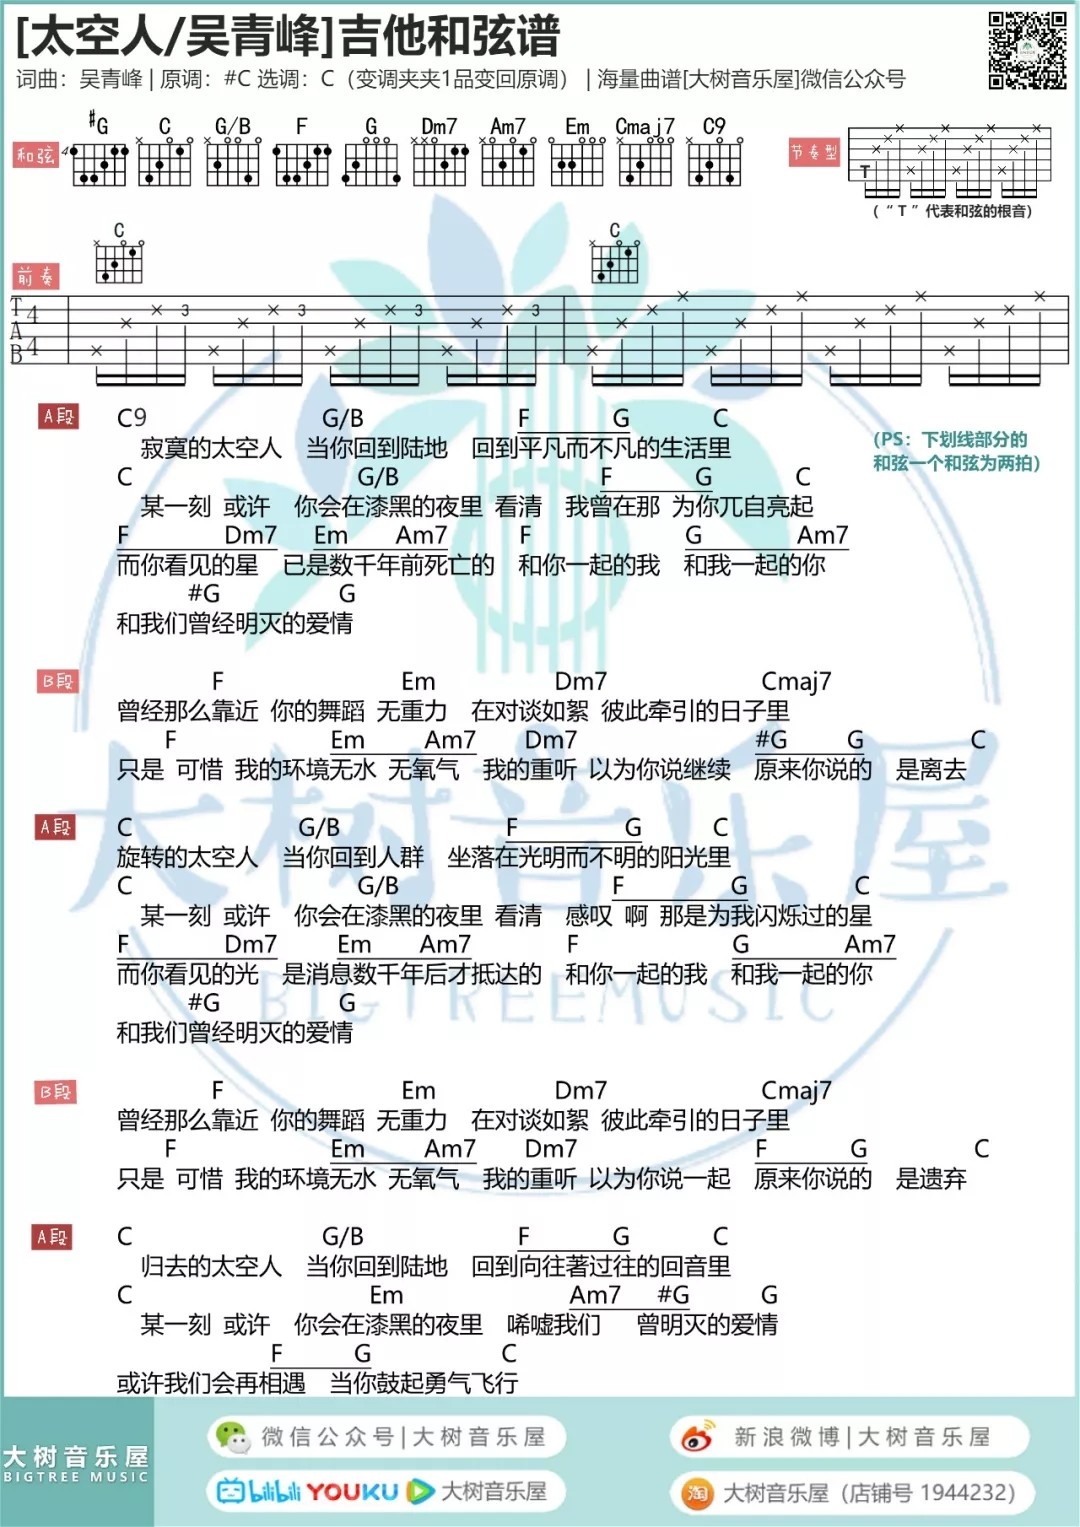 [太空人/吴青峰]吉他和弦谱
词曲：吴青峰 | 原调：#C 选调：C（变调夹夹1品变回原调） | 海量曲谱[大树音乐屋]微信公众号
#G C G/B F G Dm7 Am7 Em Cmaj7 C9
和弦 4
节奏型
T
（“T”代表和弦的根音）
C C
前奏
T A B 4 4 3 3 3 3
A段 C9 G/B F G C
寂寞的太空人 当你回到陆地 回到平凡而不凡的生活里
(PS：下划线部分的
和弦一个和弦为两拍)
C G/B F G C
某一刻 或许 你会在漆黑的夜里 看清 我曾在那 为你兀自亮起
F Dm7 Em Am7 F G Am7
而你看见的星 已是数千年前死亡的 和你一起的我 和我一起的你
#G G
和我们曾经明灭的爱情
B段 F Em Dm7 Cmaj7
曾经那么靠近 你的舞蹈 无重力 在对谈如絮 彼此牵引的日子里
F Em Am7 Dm7 #G G C
只是 可惜 我的环境无水 无氧气 我的重听 以为你说继续 原来你说的 是离去
A段 C G/B F G C
旋转的太空人 当你回到人群 坐落在光明而不明的阳光里
C G/B F G C
某一刻 或许 你会在漆黑的夜里 看清 感叹 啊 那是为我闪烁过的星
F Dm7 Em Am7 F G Am7
而你看见的光 是消息数千年后才抵达的 和你一起的我 和我一起的你
#G G
和我们曾经明灭的爱情
B段 F Em Dm7 Cmaj7
曾经那么靠近 你的舞蹈 无重力 在对谈如絮 彼此牵引的日子里
F Em Am7 Dm7 F G C
只是 可惜 我的环境无水 无氧气 我的重听 以为你说一起 原来你说的 是遗弃
A段 C G/B F G C
归去的太空人 当你回到陆地 回到向往著过往的回音里
C Em Am7 #G G
某一刻 或许 你会在漆黑的夜里 唏嘘我们 曾明灭的爱情
F G C
或许我们会再相遇 当你鼓起勇气飞行
大树音乐屋
BIGTREEMUSIC
大树音乐屋
BIGTREE MUSIC
微信公众号|大树音乐屋
新浪微博|大树音乐屋
bilibili YOUKU 大树音乐屋
淘 大树音乐屋（店铺号 1944232）